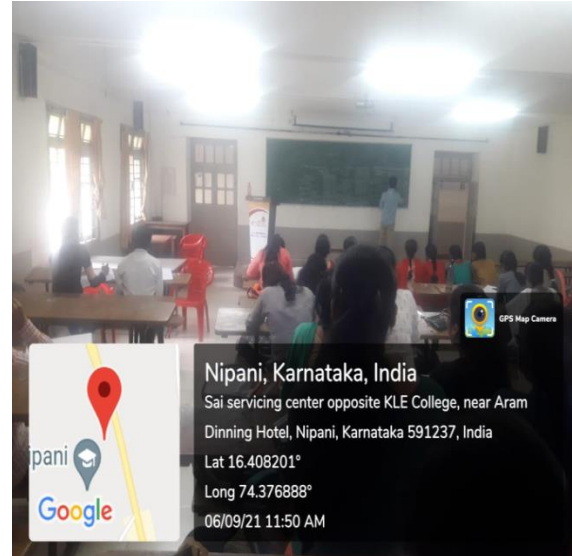 GPS Map Camera
Nipani, Karnataka, India
Sai servicing center opposite KLE College, near Aram
Dinning Hotel, Nipani, Karnataka 591237, India
Lat 16.408201°
Long 74.376888°
06/09/21 11:50 AM
ipani
Google